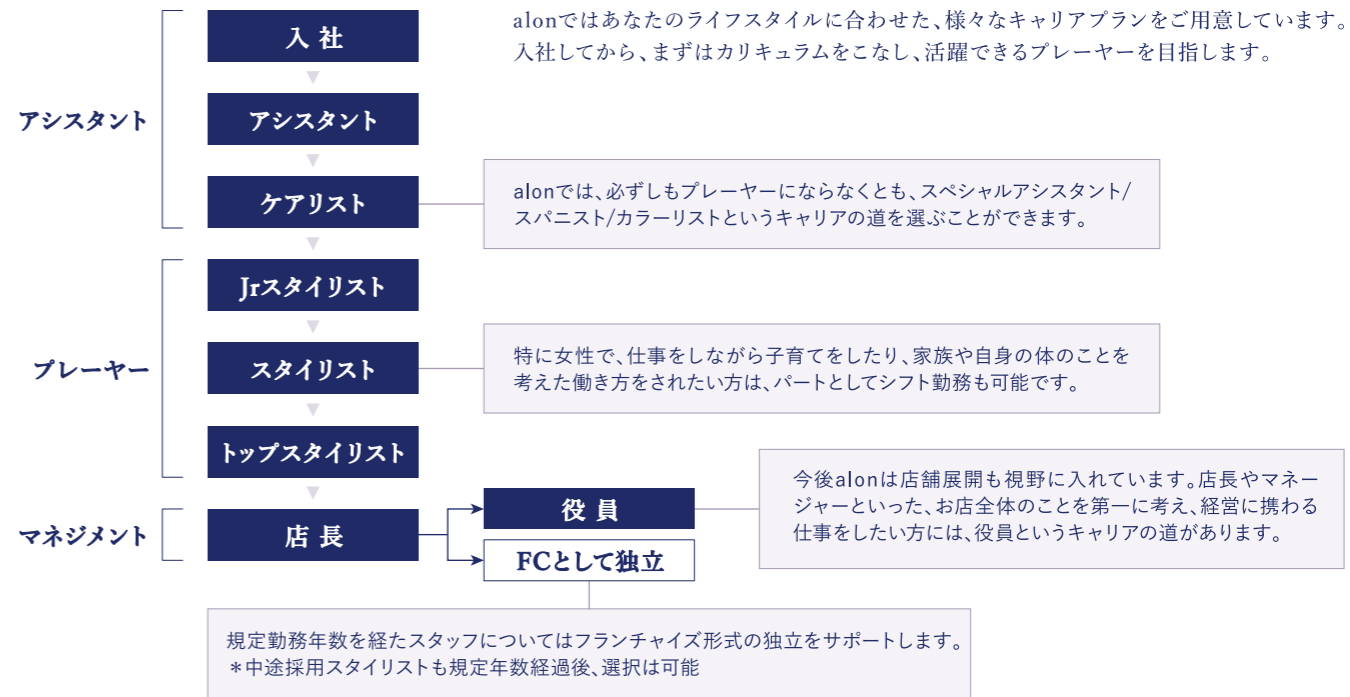 alonではあなたのライフスタイルに合わせた、様々なキャリアプランをご用意しています。
入社してから、まずはカリキュラムをこなし、活躍できるプレーヤーを目指します。
入 社
アシスタント
アシスタント
ケアリスト
alonでは、必ずしもプレーヤーにならなくとも、スペシャルアシスタント/
スパニスト/カラーリストというキャリアの道を選ぶことができます。
Jrスタイリスト
プレーヤー
スタイリスト
特に女性で、仕事をしながら子育てをしたり、家族や自身の体のことを
考えた働き方をされたい方は、パートとしてシフト勤務も可能です。
トップスタイリスト
マネジメント
店 長
役 員
FCとして独立
今後alonは店舗展開も視野に入れています。店長やマネー
ジャーといった、お店全体のことを第一に考え、経営に携わる
仕事をしたい方には、役員というキャリアの道があります。
規定勤務年数を経たスタッフについてはフランチャイズ形式の独立をサポートします。
＊中途採用スタイリストも規定年数経過後、選択は可能